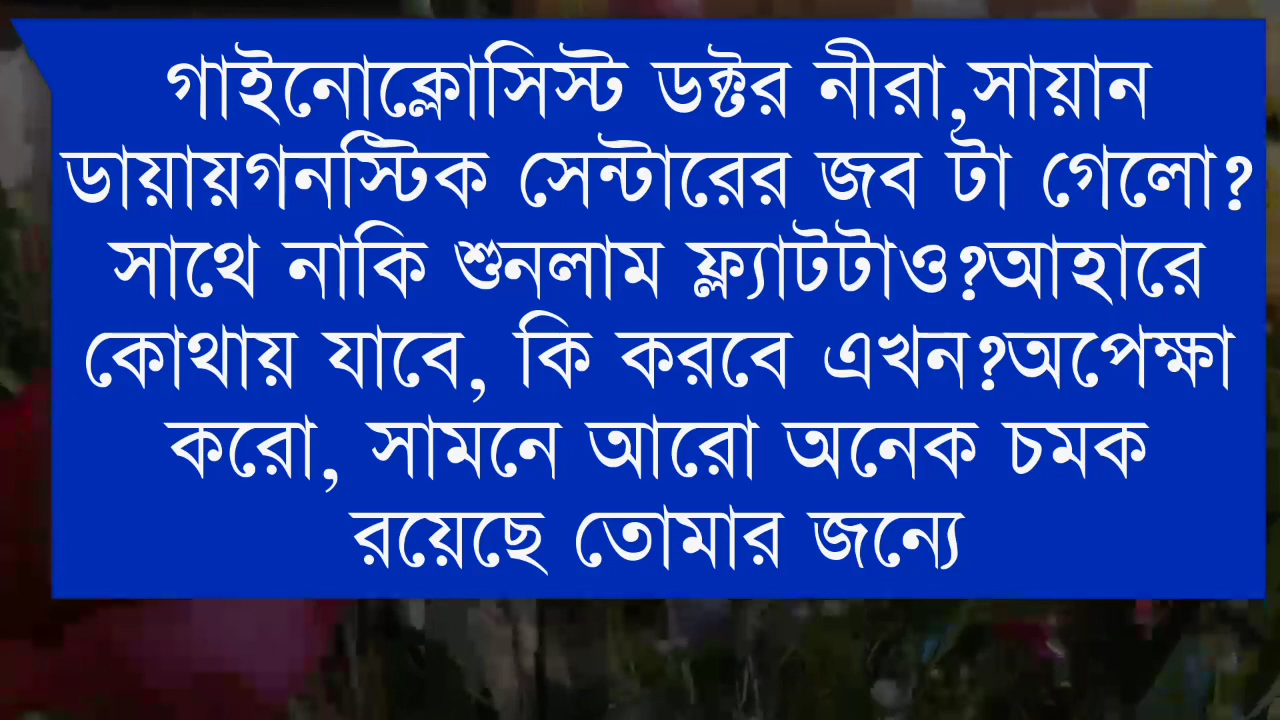 গাইনোক্লোসিস্ট ডক্টর নীরা,সায়ান
ডায়ায়গনস্টিক সেন্টারের জব টা গেলো?
সাথে নাকি শুনলাম ফ্ল্যাটটাও?আহারে
কোথায় যাবে, কি করবে এখন?অপেক্ষা
করো, সামনে আরো অনেক চমক
রয়েছে তোমার জন্যে